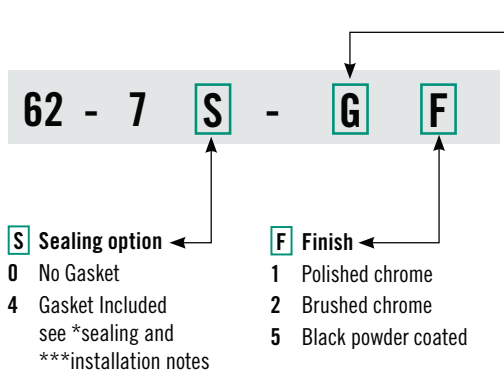 62 - 7 S - G F
S Sealing option
0 No Gasket
4 Gasket Included
see *sealing and
***installation notes
F Finish
1 Polished chrome
2 Brushed chrome
5 Black powder coated